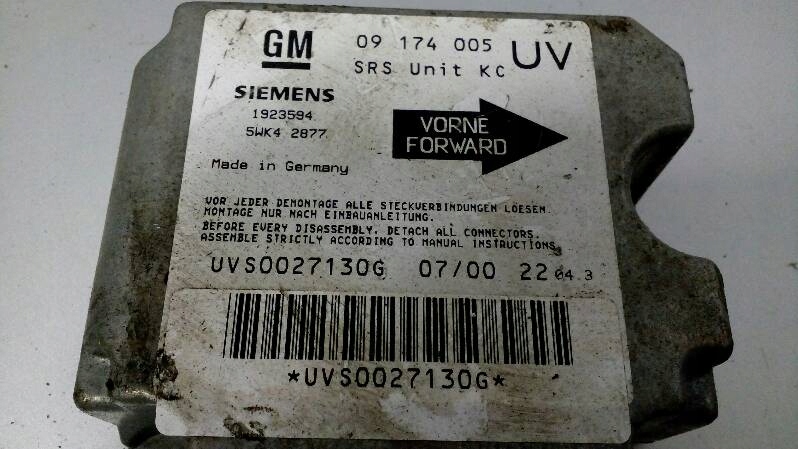 GM 09 174 005 UV
SRS Unit KC
SIEMENS
1923594
5WK4 2877
VORNE
FORWARD
Made in Germany
VOR JEDER DEMONTAGE ALLE STECKVERBINDUNGEN LOESEN.
MONTAGE NUR NACH EINBAUANLEITUNG.
BEFORE EVERY DISASSEMBLY, DETACH ALL CONNECTORS.
ASSEMBLE STRICTLY ACCORDING TO MANUAL INSTRUCTIONS.
UVS0027130G 07/00 22 04.3
*UVS0027130G*